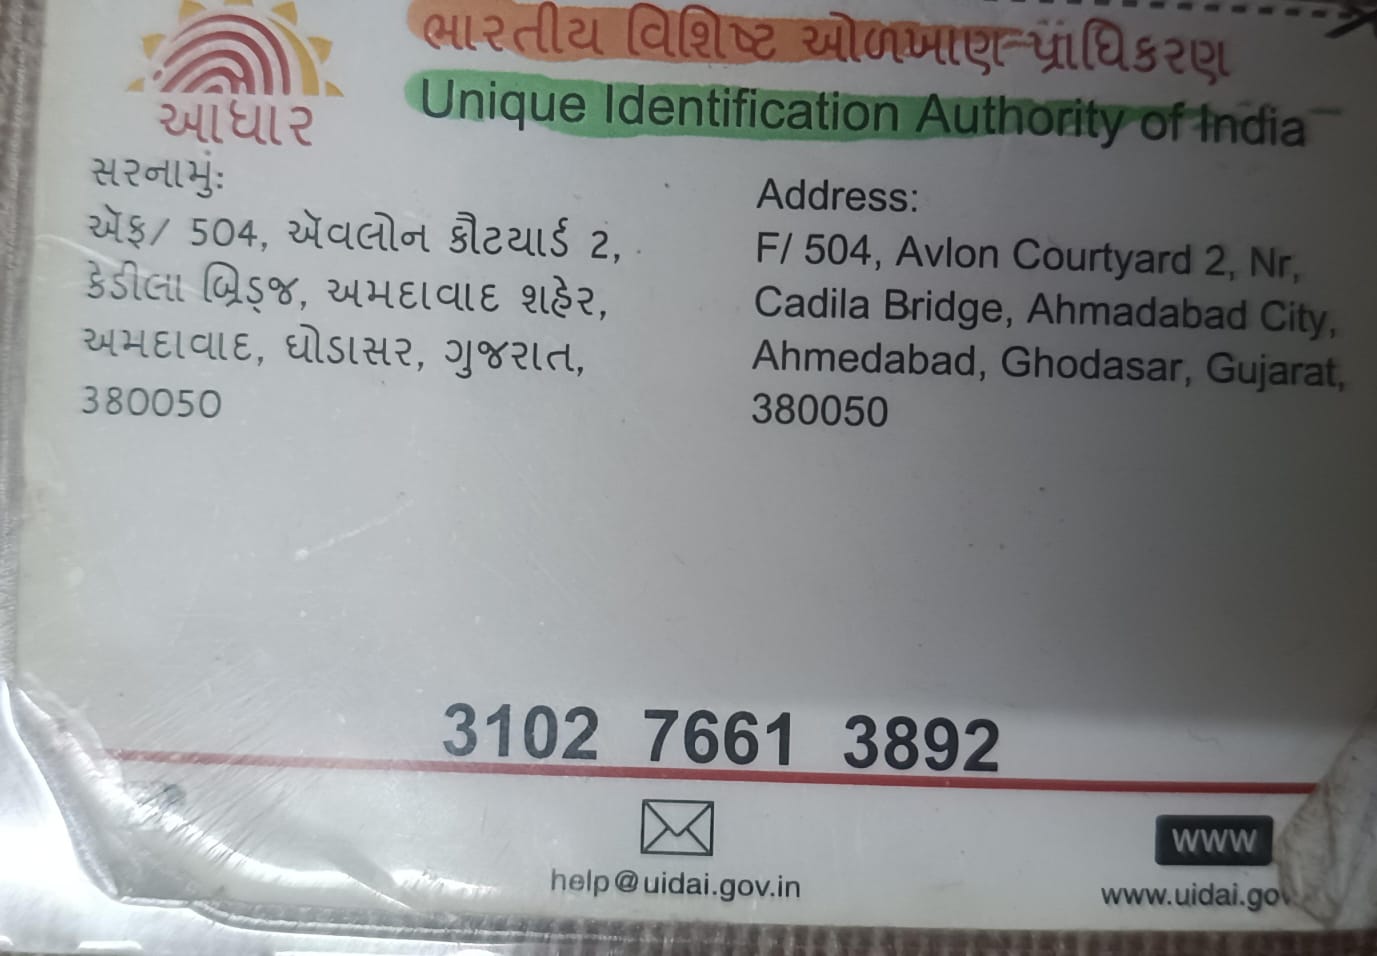 ભારતીય વિશિષ્ટ ઓળખાણ પ્રાધિકરણ
Unique Identification Authority of India
આધાર
સરનામું:
ઍફ/ 504, ઍવલોન કૌટયાર્ડ 2,
કેડીલા બ્રિડ્જ, અમદાવાદ શહેર,
અમદાવાદ, ઘોડાસર, ગુજરાત,
380050
Address:
F/ 504, Avlon Courtyard 2, Nr,
Cadila Bridge, Ahmadabad City,
Ahmedabad, Ghodasar, Gujarat,
380050
3102 7661 3892
help@uidai.gov.in
www
www.uidai.gov